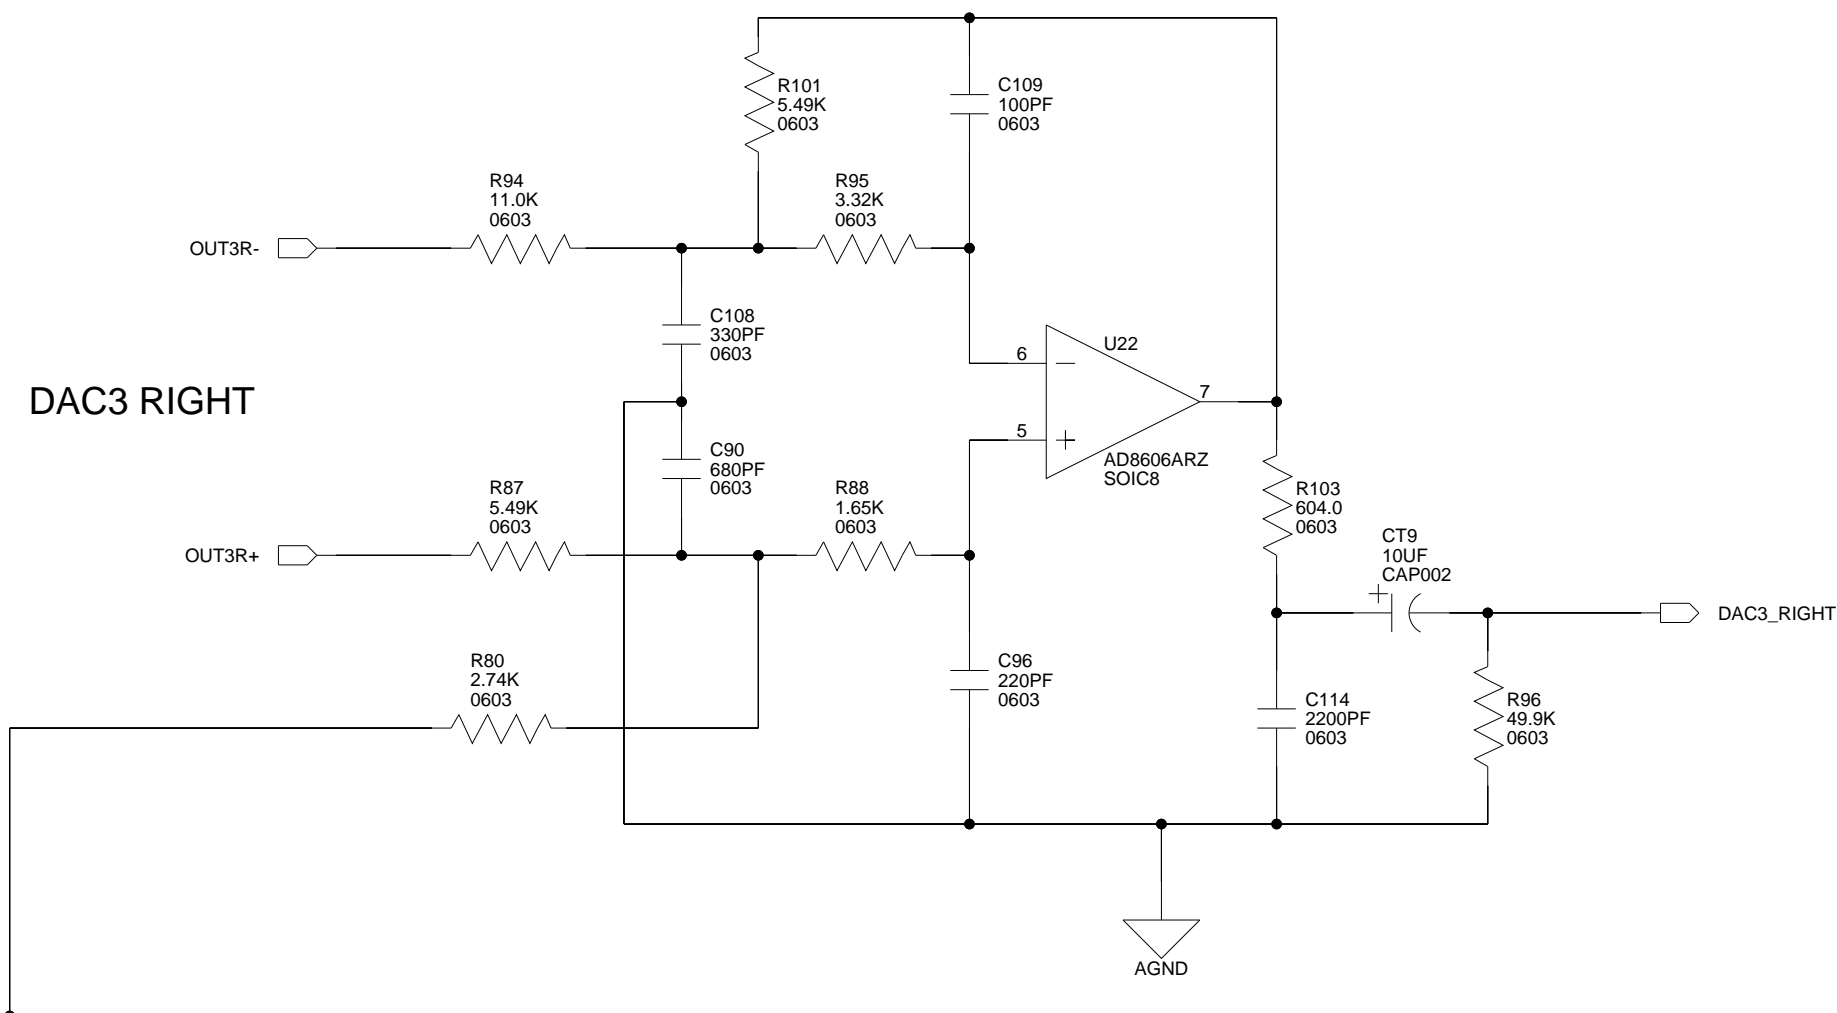 R101
5.49K
0603
C109
100PF
0603
R94
11.0K
0603
R95
3.32K
0603
OUT3R-
C108
330PF
0603
U22
6
7
DAC3 RIGHT
5
AD8606ARZ
SOIC8
C90
680PF
0603
R87
5.49K
0603
R88
1.65K
0603
R103
604.0
0603
OUT3R+
CT9
10UF
CAP002
+
DAC3_RIGHT
R80
2.74K
0603
C96
220PF
0603
C114
2200PF
0603
R96
49.9K
0603
AGND